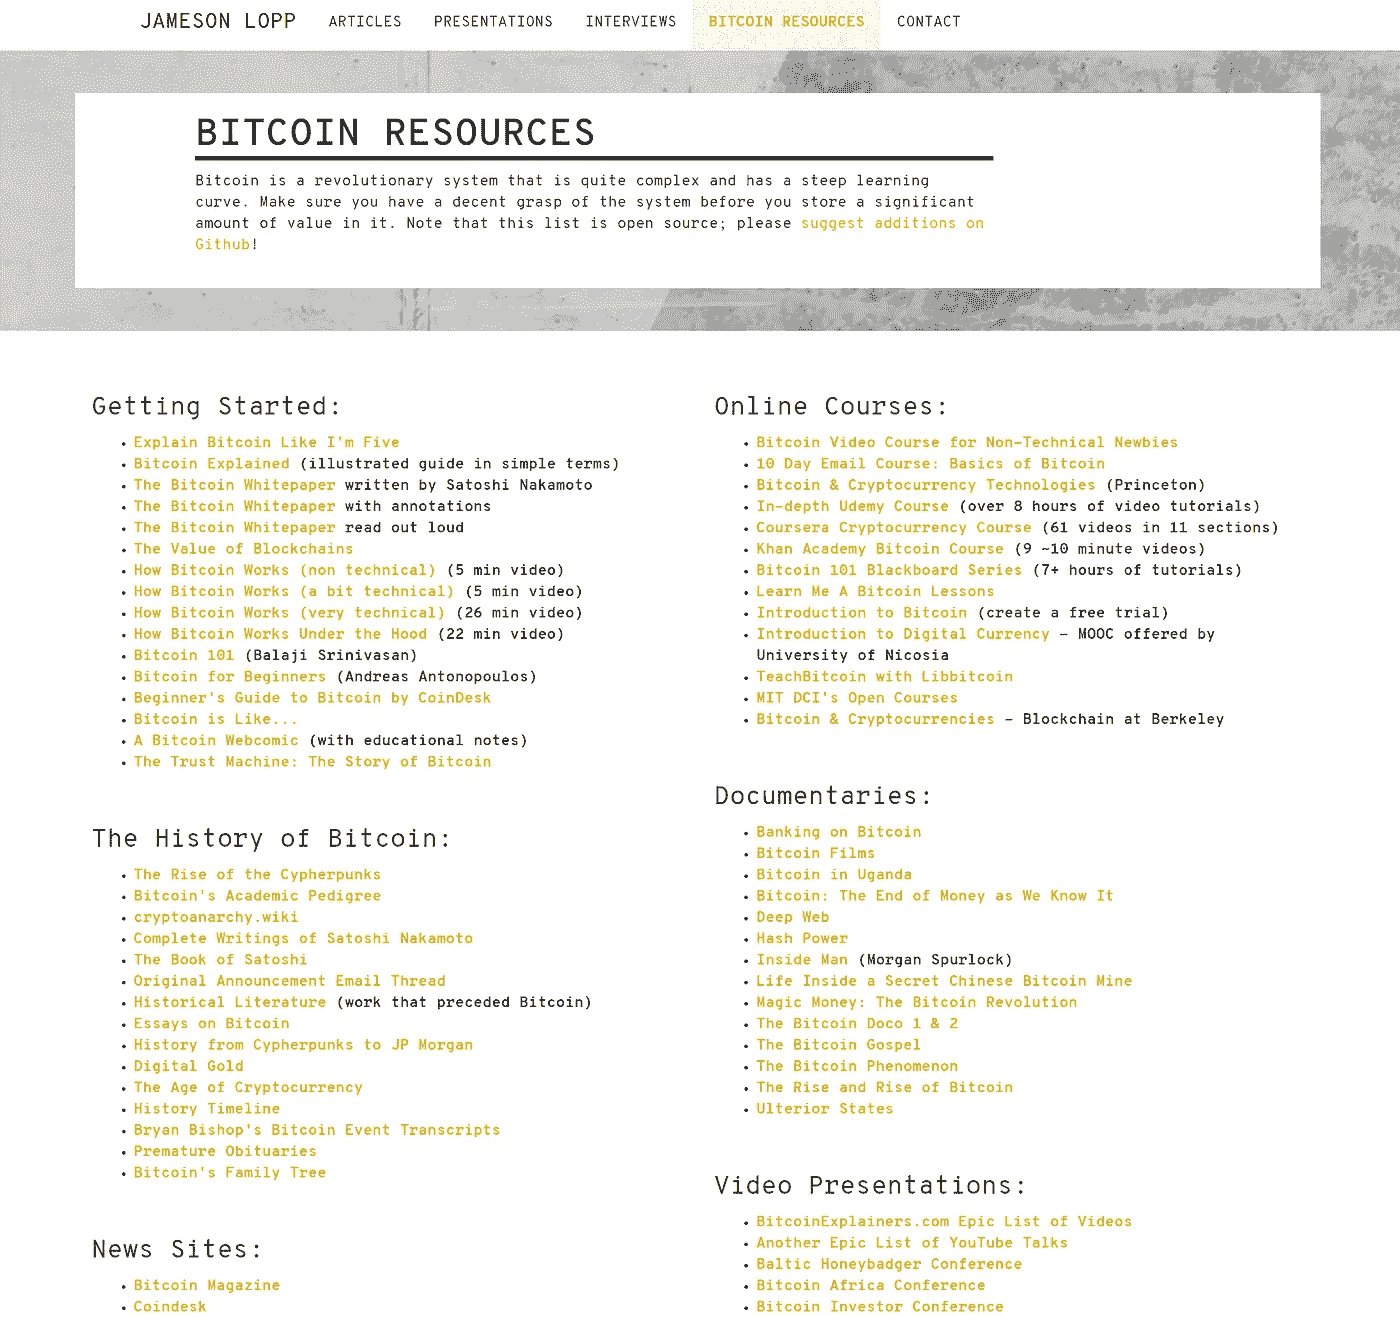 JAMESON LOPP ARTICLES PRESENTATIONS INTERVIEWS BITCOIN RESOURCES CONTACT
BITCOIN RESOURCES
Bitcoin is a revolutionary system that is quite complex and has a steep learning
curve. Make sure you have a decent grasp of the system before you store a significant
amount of value in it. Note that this list is open source; please suggest additions on
Github!
Getting Started:
• Explain Bitcoin Like I'm Five
• Bitcoin Explained (illustrated guide in simple terms)
• The Bitcoin Whitepaper written by Satoshi Nakamoto
• The Bitcoin Whitepaper with annotations
• The Bitcoin Whitepaper read out loud
• The Value of Blockchains
• How Bitcoin Works (non technical) (5 min video)
• How Bitcoin Works (a bit technical) (5 min video)
• How Bitcoin Works (very technical) (26 min video)
• How Bitcoin Works Under the Hood (22 min video)
• Bitcoin 101 (Balaji Srinivasan)
• Bitcoin for Beginners (Andreas Antonopoulos)
• Beginner's Guide to Bitcoin by CoinDesk
• Bitcoin is Like...
• A Bitcoin Webcomic (with educational notes)
• The Trust Machine: The Story of Bitcoin
The History of Bitcoin:
• The Rise of the Cypherpunks
• Bitcoin's Academic Pedigree
• cryptoanarchy.wiki
• Complete Writings of Satoshi Nakamoto
• The Book of Satoshi
• Original Announcement Email Thread
• Historical Literature (work that preceded Bitcoin)
• Essays on Bitcoin
• History from Cypherpunks to JP Morgan
• Digital Gold
• The Age of Cryptocurrency
• History Timeline
• Bryan Bishop's Bitcoin Event Transcripts
• Premature Obituaries
• Bitcoin's Family Tree
News Sites:
• Bitcoin Magazine
• Coindesk
Online Courses:
• Bitcoin Video Course for Non-Technical Newbies
• 10 Day Email Course: Basics of Bitcoin
• Bitcoin & Cryptocurrency Technologies (Princeton)
• In-depth Udemy Course (over 8 hours of video tutorials)
• Coursera Cryptocurrency Course (61 videos in 11 sections)
• Khan Academy Bitcoin Course (9 ~10 minute videos)
• Bitcoin 101 Blackboard Series (7+ hours of tutorials)
• Learn Me A Bitcoin Lessons
• Introduction to Bitcoin (create a free trial)
• Introduction to Digital Currency - MOOC offered by
University of Nicosia
• TeachBitcoin with Libbitcoin
• MIT DCI's Open Courses
• Bitcoin & Cryptocurrencies - Blockchain at Berkeley
Documentaries:
• Banking on Bitcoin
• Bitcoin Films
• Bitcoin in Uganda
• Bitcoin: The End of Money as We Know It
• Deep Web
• Hash Power
• Inside Man (Morgan Spurlock)
• Life Inside a Secret Chinese Bitcoin Mine
• Magic Money: The Bitcoin Revolution
• The Bitcoin Doco 1 & 2
• The Bitcoin Gospel
• The Bitcoin Phenomenon
• The Rise and Rise of Bitcoin
• Ulterior States
Video Presentations:
• BitcoinExplainers.com Epic List of Videos
• Another Epic List of YouTube Talks
• Baltic Honeybadger Conference
• Bitcoin Africa Conference
• Bitcoin Investor Conference